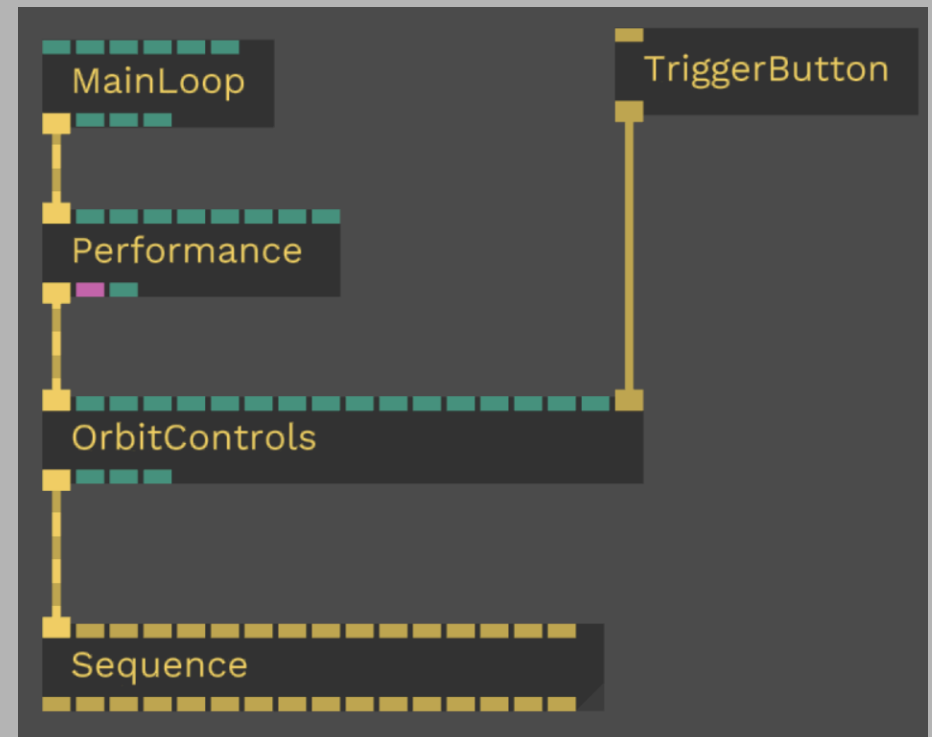 MainLoop
TriggerButton
Performance
OrbitControls
Sequence